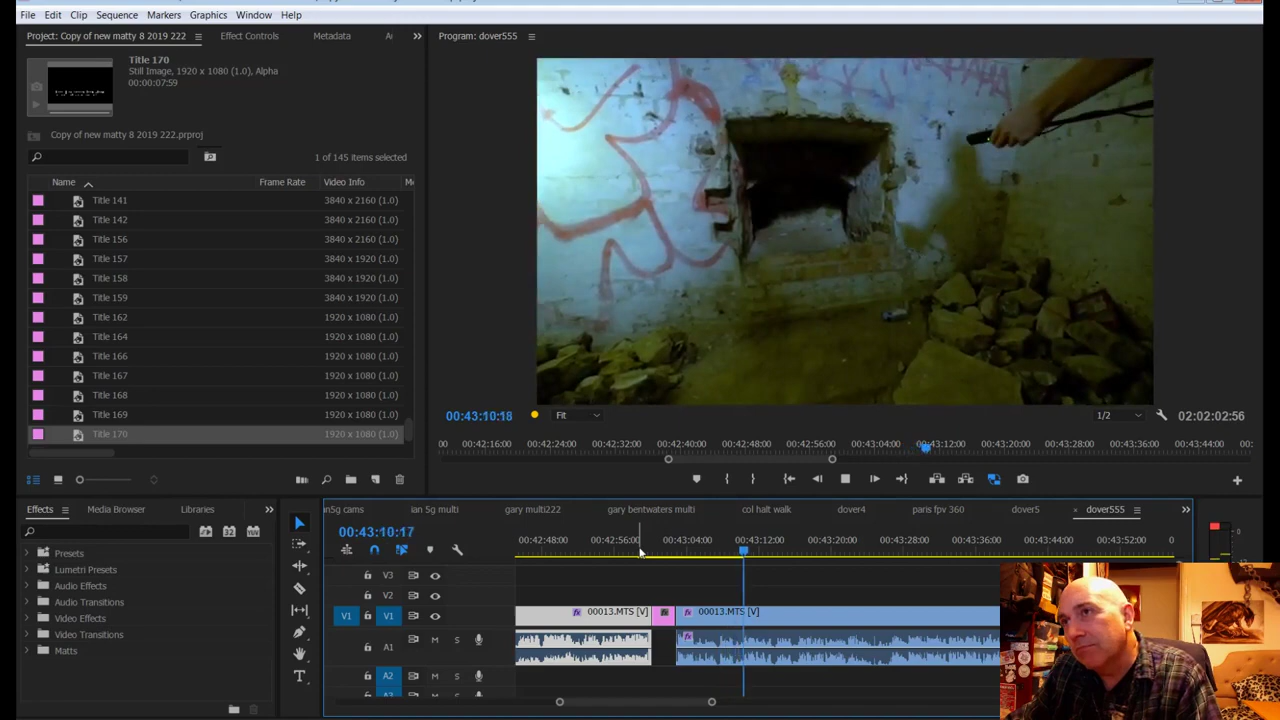 File Edit Clip Sequence Markers Graphics Window Help
Project: Copy of new matty 8 2019 222
Effect Controls
Metadata
Program: dover555
Title 170
Still Image, 1920 x 1080 (1.0), Alpha
00:00:07:59
Copy of new matty 8 2019 222.prproj
1 of 145 items selected
Name Frame Rate Video Info
Title 141 3840 x 2160 (1.0)
Title 142 3840 x 2160 (1.0)
Title 156 3840 x 2160 (1.0)
Title 157 3840 x 1920 (1.0)
Title 158 3840 x 1920 (1.0)
Title 159 3840 x 1920 (1.0)
Title 162 1920 x 1080 (1.0)
Title 164 1920 x 1080 (1.0)
Title 166 1920 x 1080 (1.0)
Title 167 1920 x 1080 (1.0)
Title 168 1920 x 1080 (1.0)
Title 169 1920 x 1080 (1.0)
Title 170 1920 x 1080 (1.0)
00:43:10:18 Fit 1/2 02:02:02:56
00 00:42:16:00 00:42:24:00 00:42:32:00 00:42:40:00 00:42:48:00 00:42:56:00 00:43:04:00 00:43:12:00 00:43:20:00 00:43:28:00 00:43:36:00 00:43:44:00 00:
Effects Media Browser Libraries
Presets
Lumetri Presets
Audio Effects
Audio Transitions
Video Effects
Video Transitions
Matts
ian5g cams ian 5g multi gary multi222 gary bentwaters multi col halt walk dover4 paris fpv 360 dover5 dover555
00:43:10:17
00:42:48:00 00:42:56:00 00:43:04:00 00:43:12:00 00:43:20:00 00:43:28:00 00:43:36:00 00:43:44:00 00:43:52:00
V3
V2
V1 V1 00013.MTS [V] 00013.MTS [V]
A1 M S
A2 M S
0